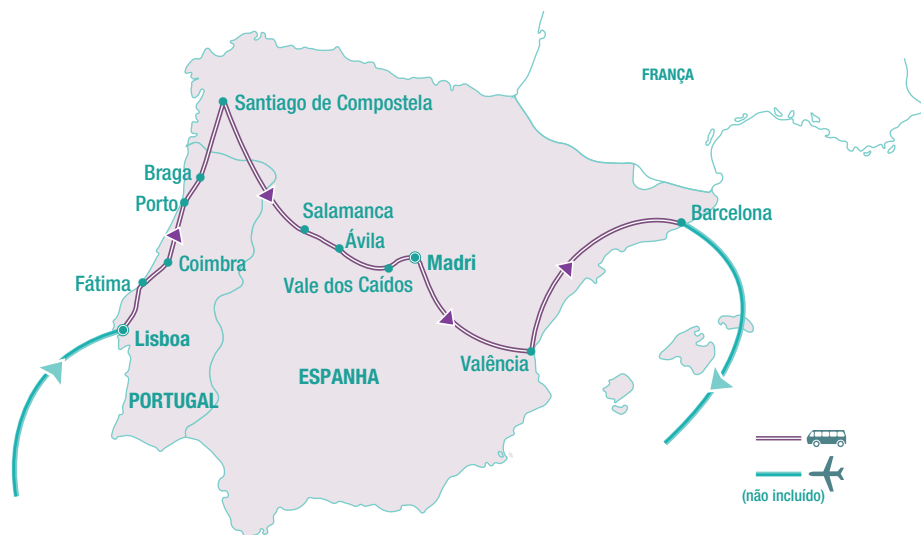 FRANÇA
Santiago de Compostela
Braga
Porto
Salamanca
Barcelona
Ávila
Coimbra
Madri
Fátima
Vale dos Caídos
Lisboa
Valência
ESPANHA
PORTUGAL
(não incluído)